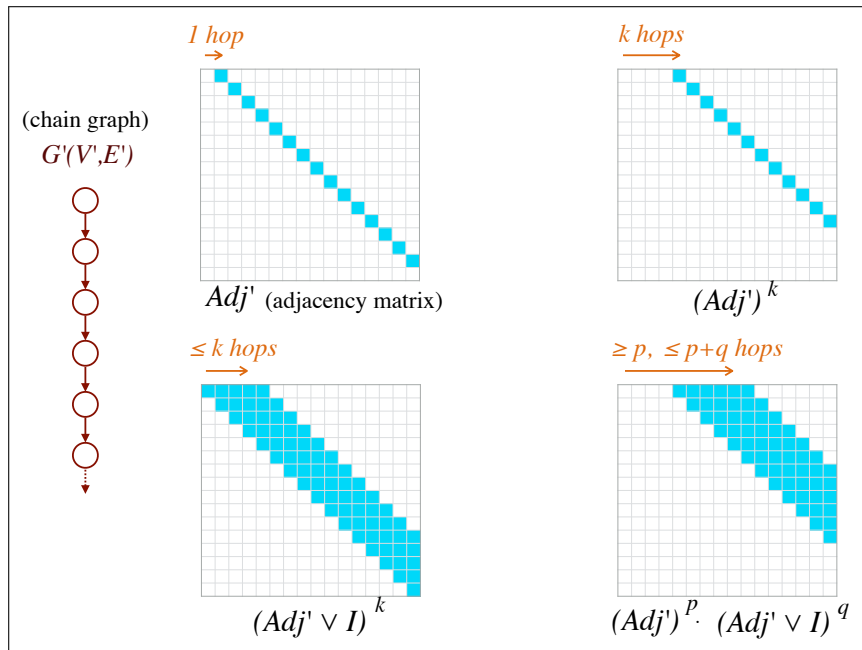 1 hop
k hops
(chain graph)
G'(V',E')
Adj' (adjacency matrix)
(Adj')^k
≤ k hops
≥ p, ≤ p+q hops
(Adj' ∨ I)^k
(Adj')^p · (Adj' ∨ I)^q